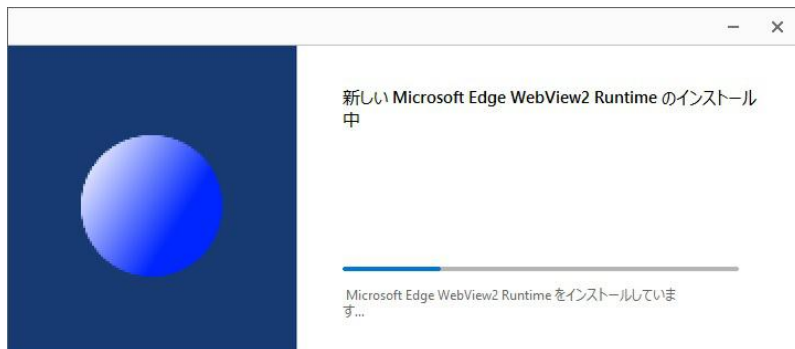 新しい Microsoft Edge WebView2 Runtime のインストール
中
Microsoft Edge WebView2 Runtime をインストールしていま
す...